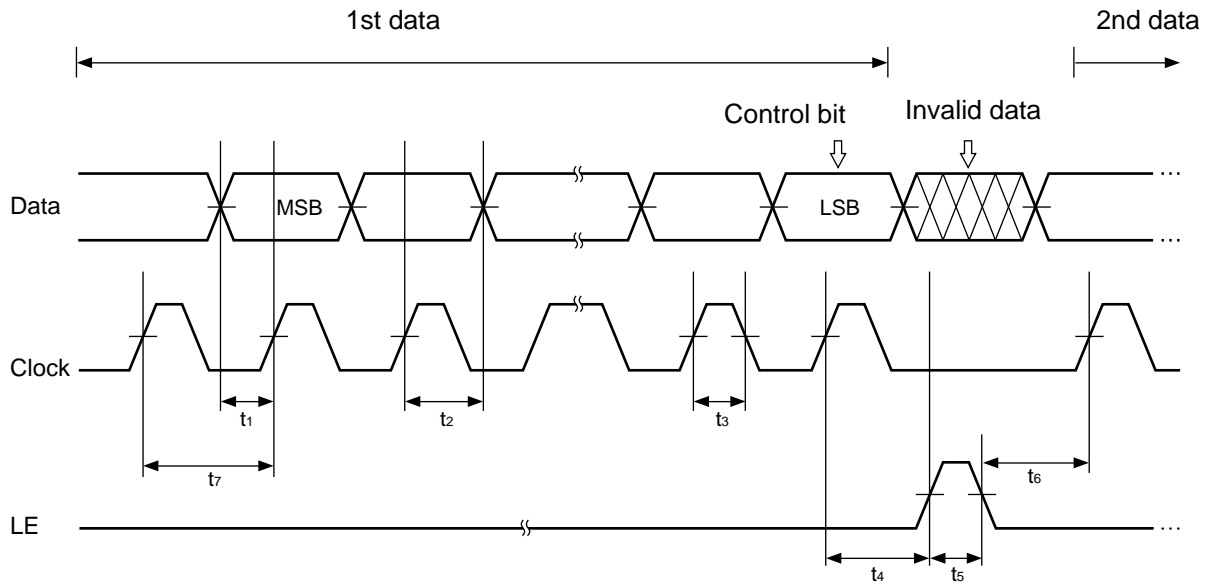 1st data
2nd data
Control bit
Invalid data
Data
MSB
LSB
...
Clock
t1
t2
t3
t7
t6
LE
...
t4
t5